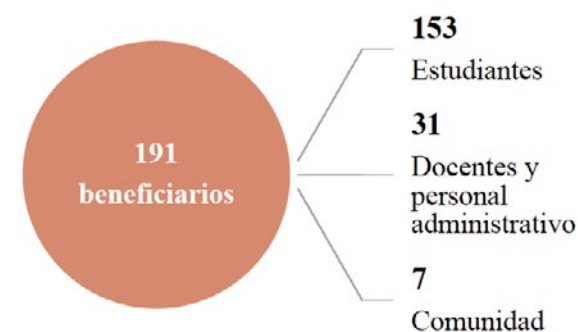 191
beneficiarios
153
Estudiantes
31
Docentes y
personal
administrativo
7
Comunidad